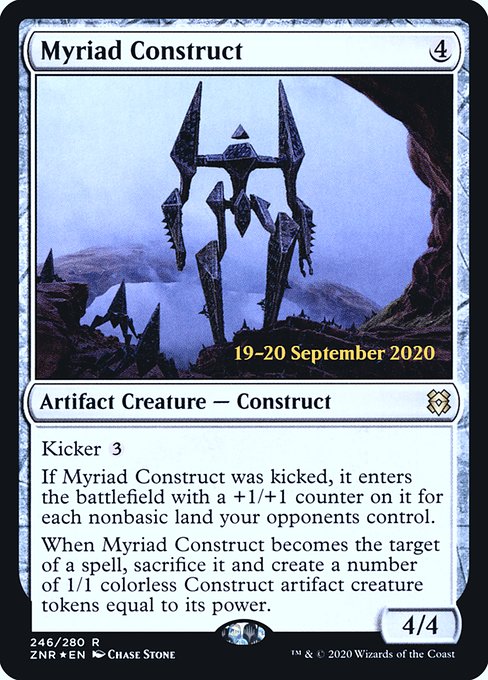 Myriad Construct 4
19–20 September 2020
Artifact Creature — Construct
Kicker 3
If Myriad Construct was kicked, it enters
the battlefield with a +1/+1 counter on it for
each nonbasic land your opponents control.
When Myriad Construct becomes the target
of a spell, sacrifice it and create a number
of 1/1 colorless Construct artifact creature
tokens equal to its power.
4/4
246/280 R
ZNR ★ EN Chase Stone
™ & © 2020 Wizards of the Coast